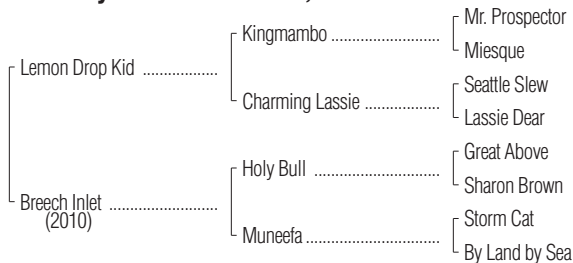 Mr. Prospector
Kingmambo ..........................
Miesque
Lemon Drop Kid ..................
Seattle Slew
Charming Lassie ..................
Lassie Dear
Great Above
Holy Bull ..............................
Sharon Brown
Breech Inlet ..........................
(2010)
Storm Cat
Muneefa ................................
By Land by Sea